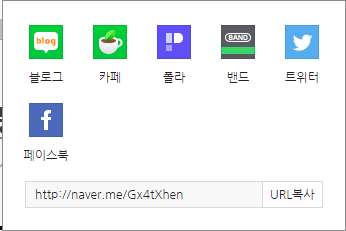 blog BAND
블로그 카페 폴라 밴드 트위터
페이스북
http://naver.me/Gx4tXhen URL복사